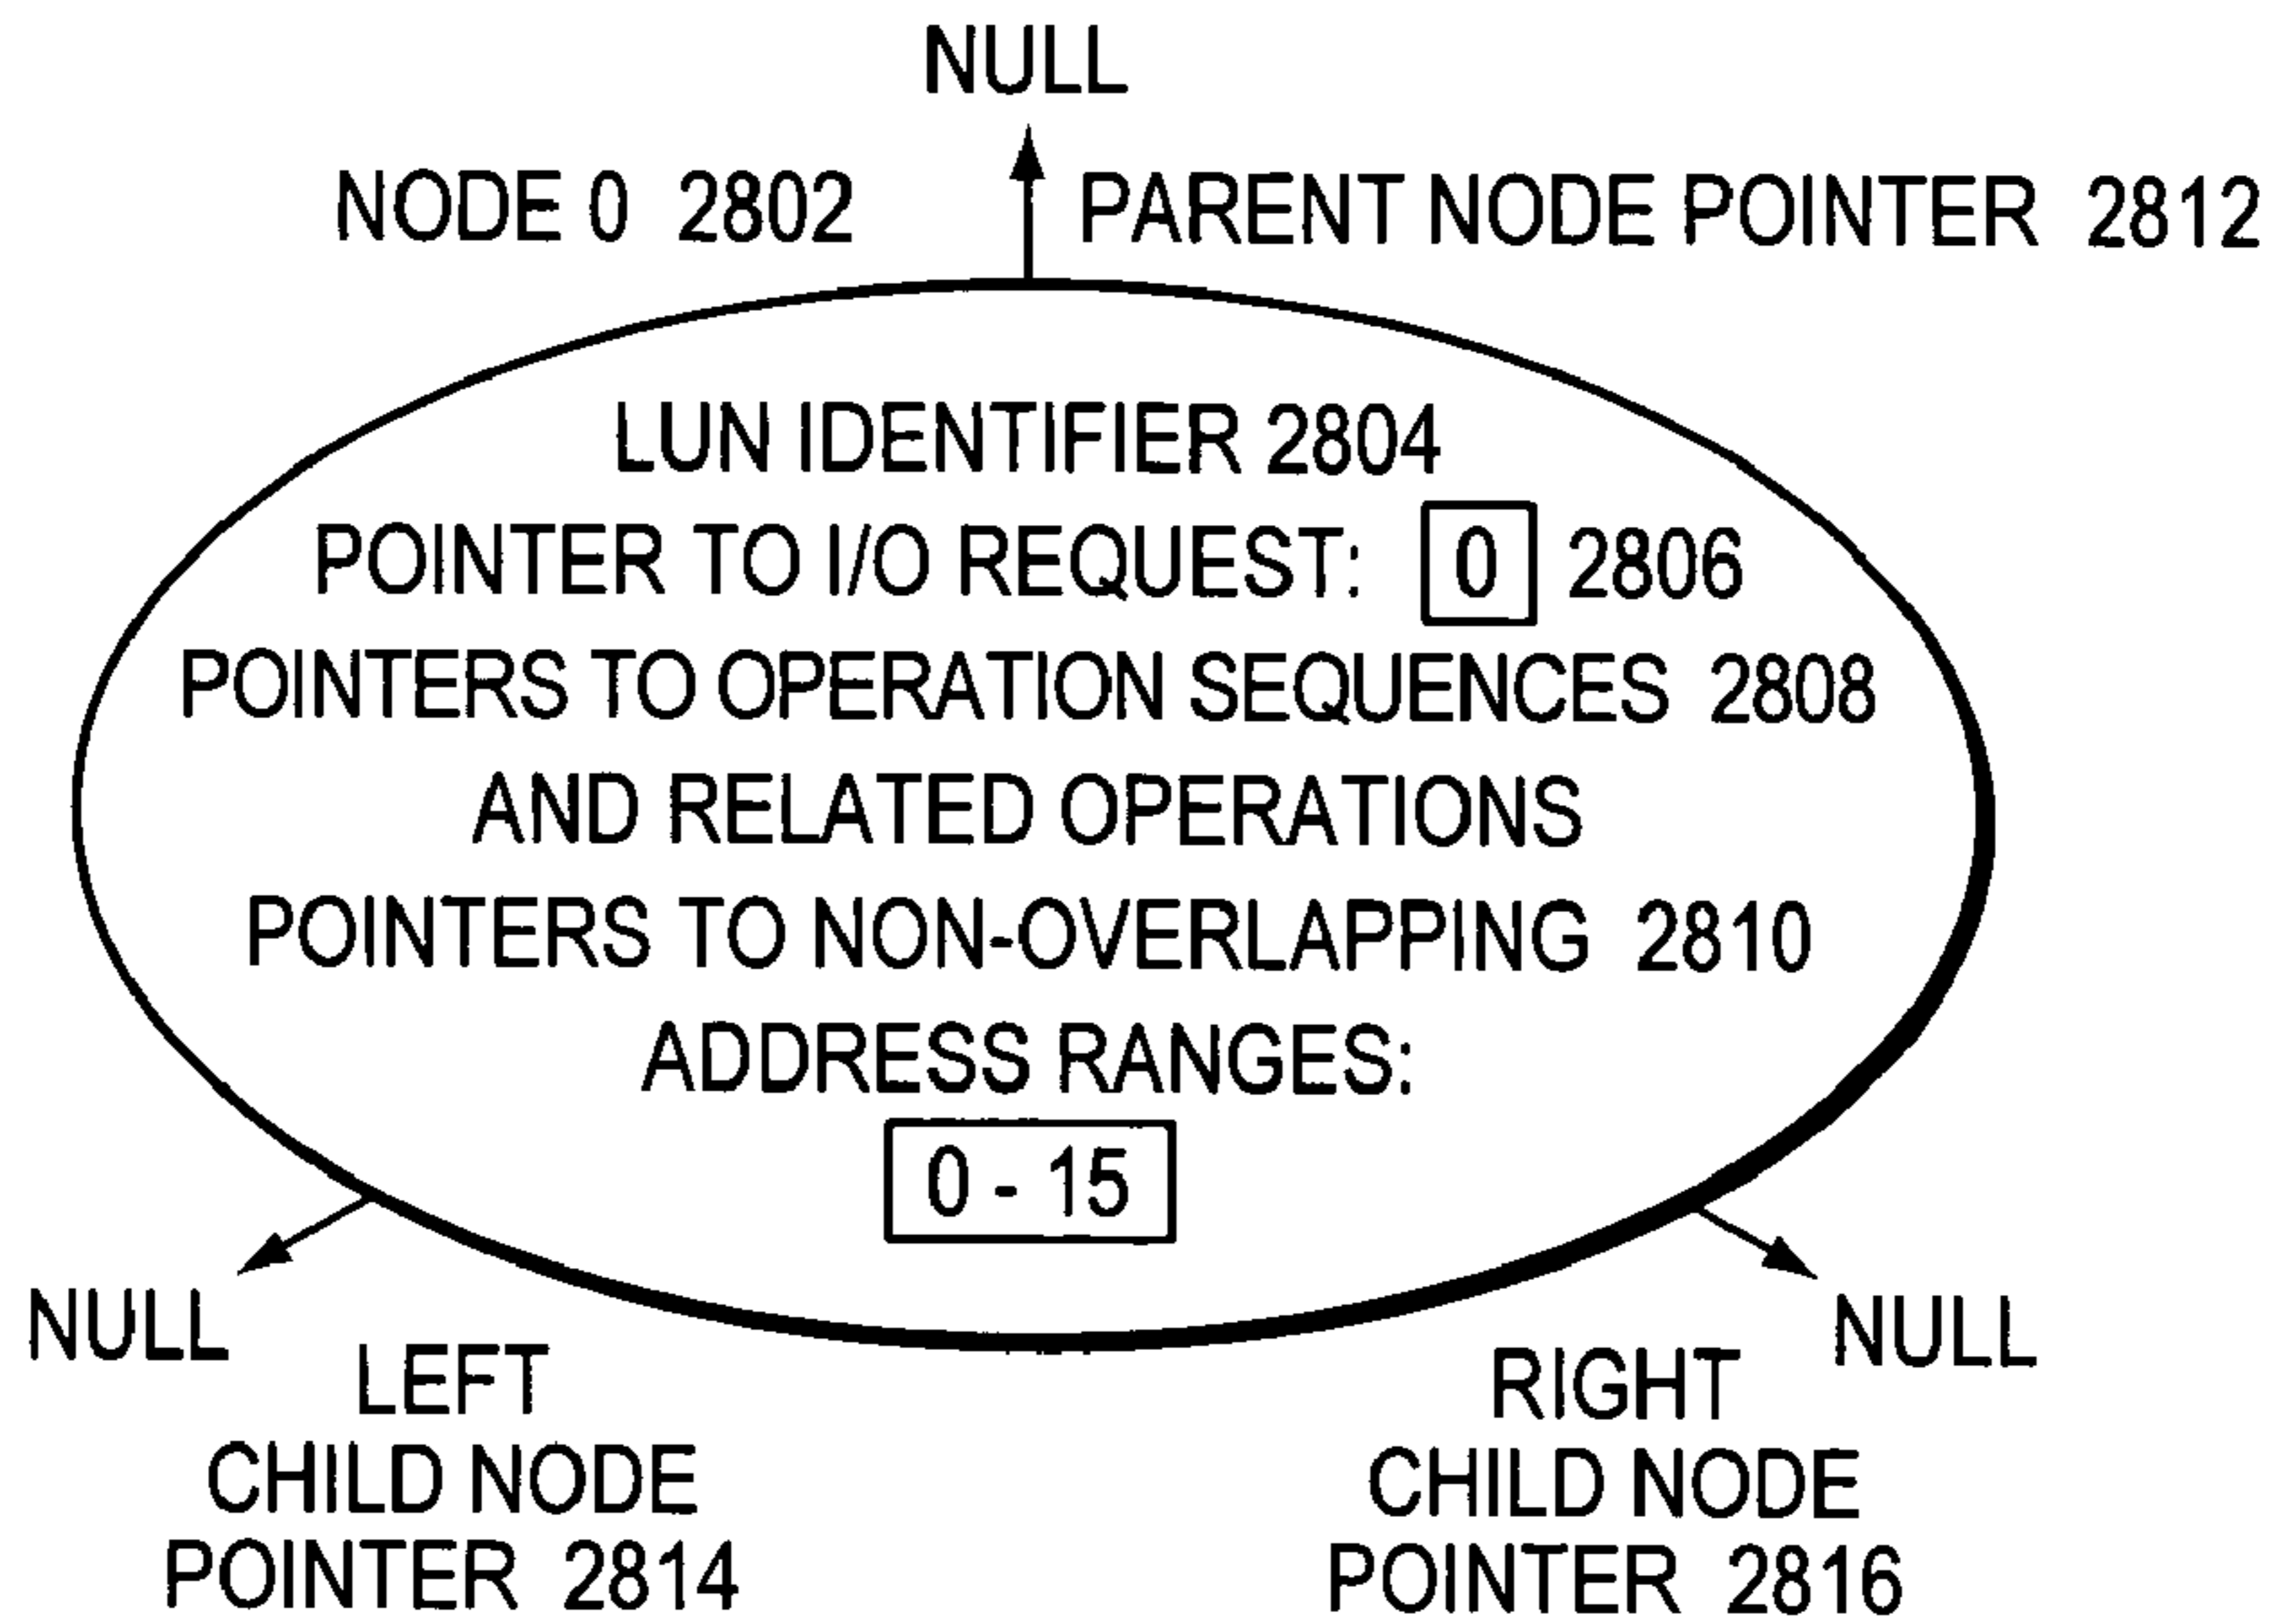 NULL
NODE 0 2802
PARENT NODE POINTER 2812
LUN IDENTIFIER 2804
POINTER TO I/O REQUEST: 0 2806
POINTERS TO OPERATION SEQUENCES 2808
AND RELATED OPERATIONS
POINTERS TO NON-OVERLAPPING 2810
ADDRESS RANGES:
0 - 15
NULL
LEFT
CHILD NODE
POINTER 2814
NULL
RIGHT
CHILD NODE
POINTER 2816